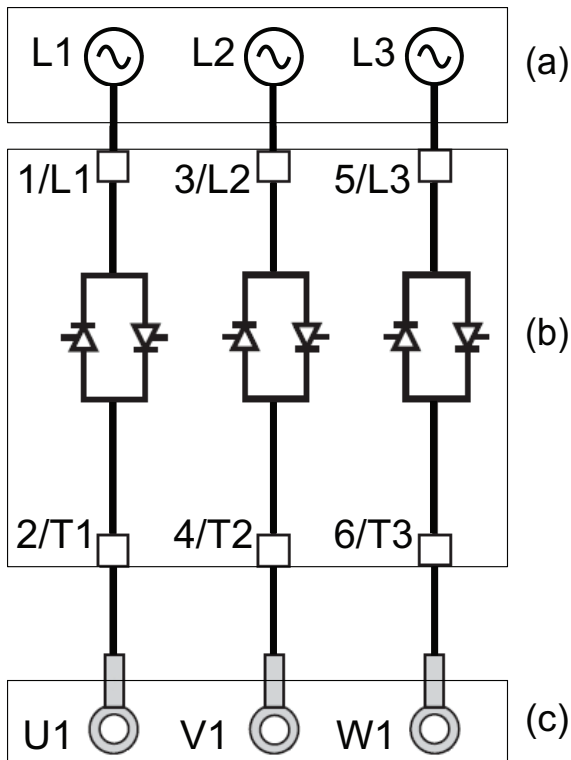 L1 L2 L3 (a)
1/L1 3/L2 5/L3
(b)
2/T1 4/T2 6/T3
U1 V1 W1 (c)